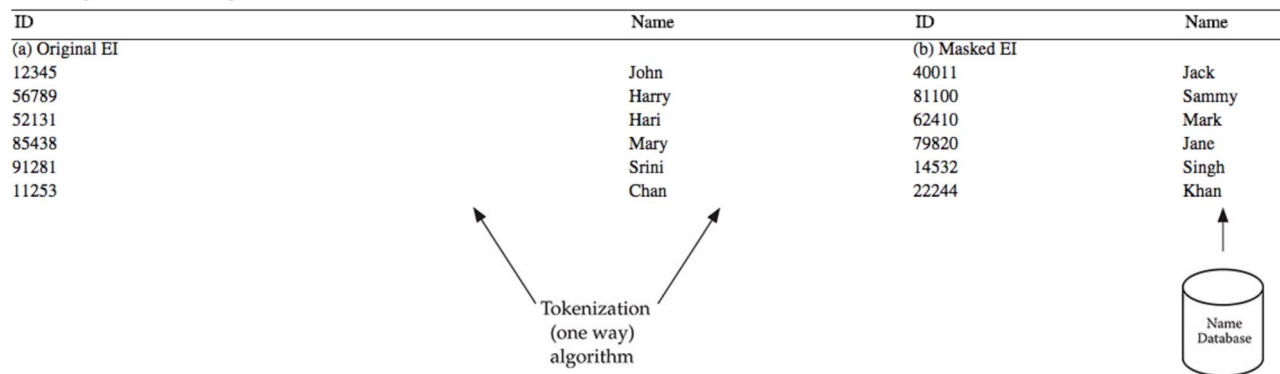 ID Name ID Name
(a) Original EI (b) Masked EI
12345 John 40011 Jack
56789 Harry 81100 Sammy
52131 Hari 62410 Mark
85438 Mary 79820 Jane
91281 Srini 14532 Singh
11253 Chan 22244 Khan
Tokenization
(one way)
algorithm
Name
Database